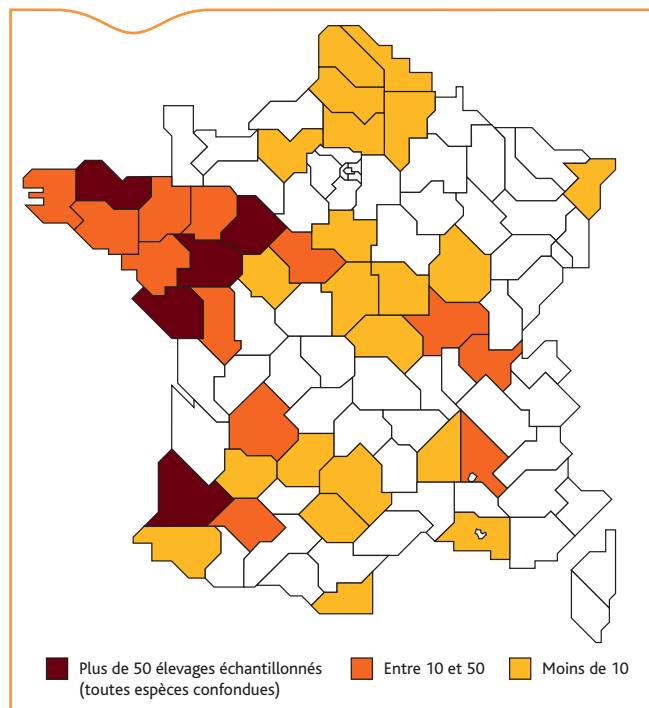 Plus de 50 élevages échantillonnés
(toutes espèces confondues)
Entre 10 et 50
Moins de 10